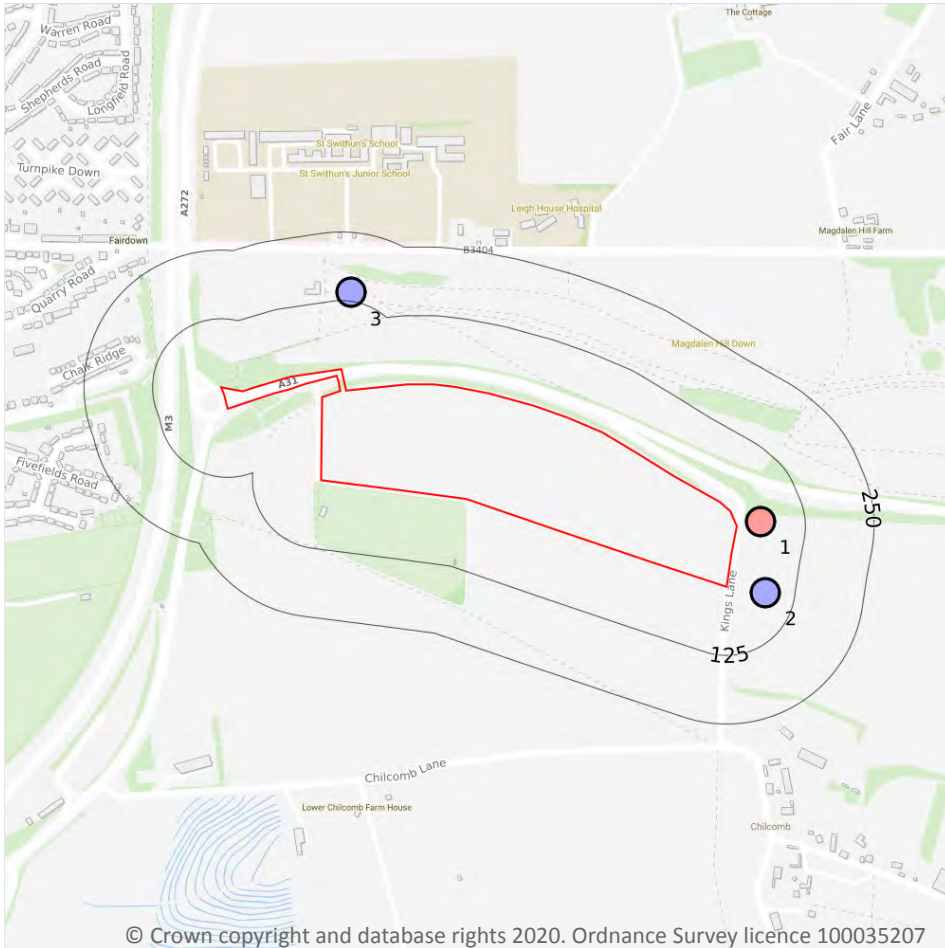 The Cottage
Warren Road
Shepherds Road
Longfield Road
Fair Lane
St Swithun's School
Turnpike Down
St Swithun's Junior School
A272
Leigh House Hospital
Magdalen Hill Farm
Fairdown
B3404
Quarry Road
3
Magdalen Hill Down
Chalk Ridge
A31
M3
Fivefields Road
250
1
Kings Lane
2
125
Chilcomb Lane
Lower Chilcomb Farm House
Chilcomb
© Crown copyright and database rights 2020. Ordnance Survey licence 100035207